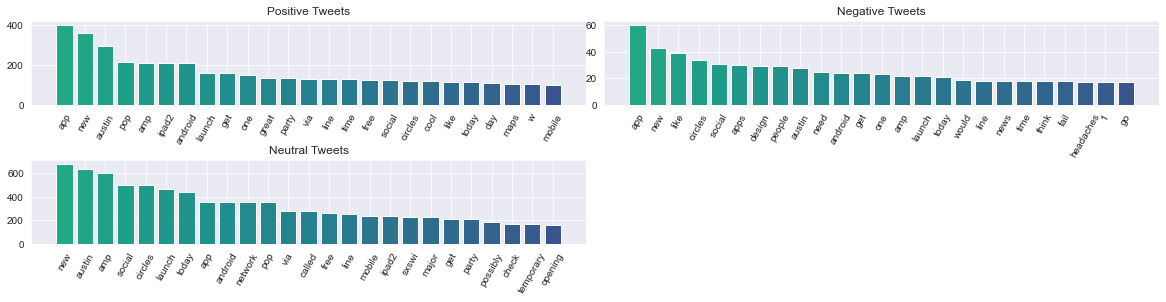 Positive Tweets
400
200
0
app new austin pop amp ipad2 android launch get one great party via line time free social circles cool like today day maps w mobile
Negative Tweets
60
40
20
0
app new like circles social apps design people austin need android get one amp launch today would line news time think fail headaches 1 go
Neutral Tweets
600
400
200
0
new austin amp social circles launch today app android network pop via called free line mobile ipad2 sxswi major get party possibly check temporary opening